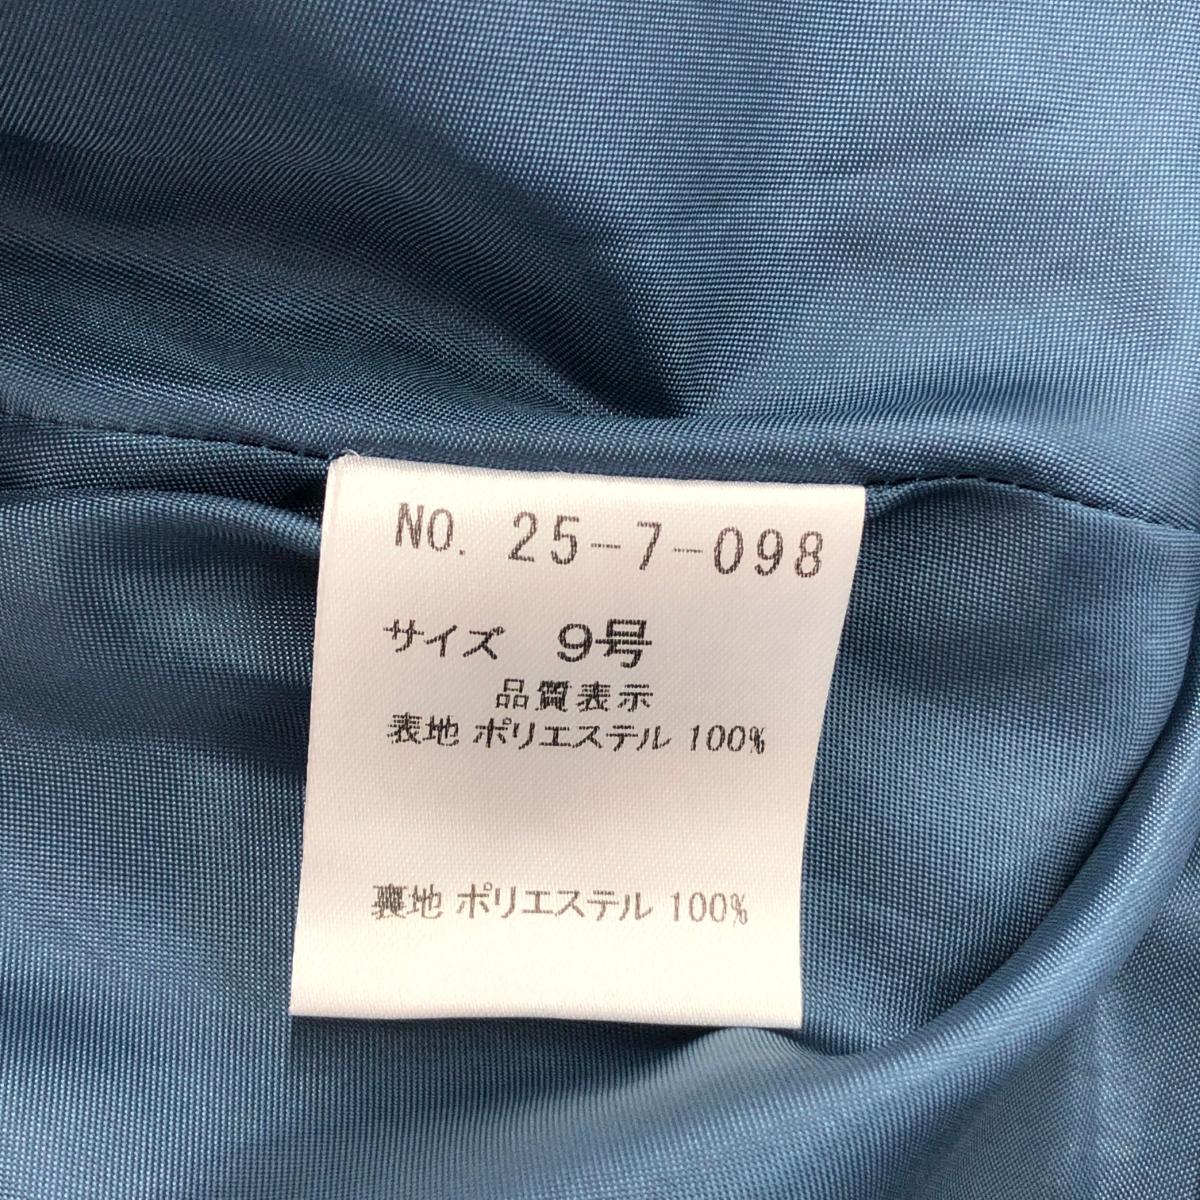 NO. 25-7-098
サイズ 9号
品質表示
表地 ポリエステル 100%
裏地 ポリエステル 100%